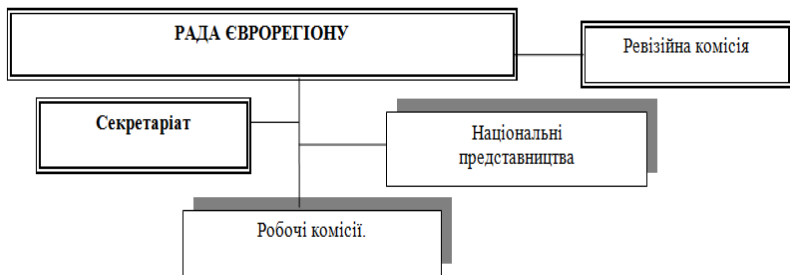 РАДА ЄВРОРЕГІОНУ
Ревізійна комісія
Секретаріат
Національні
представництва
Робочі комісії.